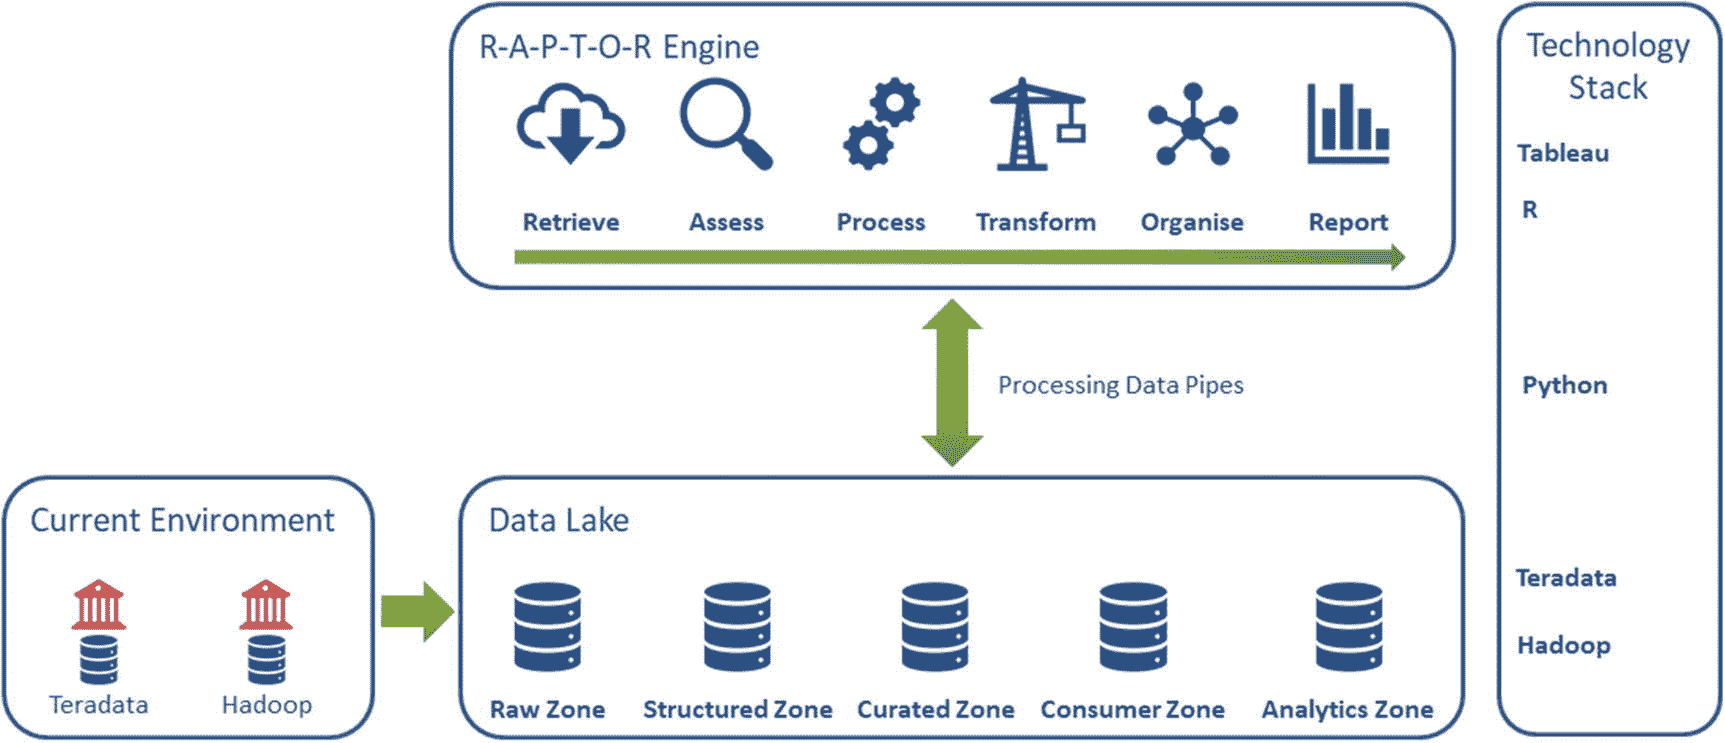 R-A-P-T-O-R Engine
Retrieve
Assess
Process
Transform
Organise
Report
Processing Data Pipes
Current Environment
Teradata
Hadoop
Data Lake
Raw Zone
Structured Zone
Curated Zone
Consumer Zone
Analytics Zone
Technology
Stack
Tableau
R
Python
Teradata
Hadoop